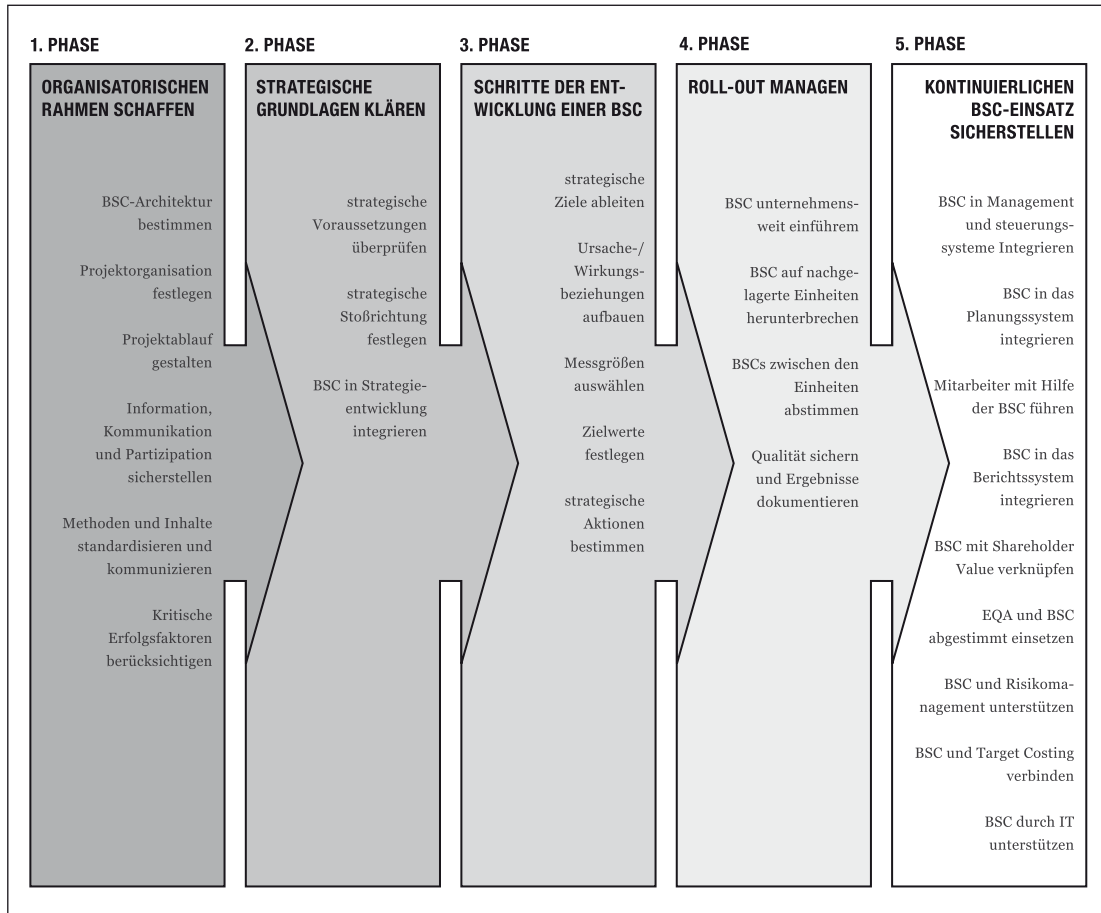 1. PHASE
ORGANISATORISCHEN
RAHMEN SCHAFFEN
BSC-Architektur
bestimmen
Projektorganisation
festlegen
Projektablauf
gestalten
Information,
Kommunikation
und Partizipation
sicherstellen
Methoden und Inhalte
standardisieren und
kommunizieren
Kritische
Erfolgsfaktoren
berücksichtigen
2. PHASE
STRATEGISCHE
GRUNDLAGEN KLÄREN
strategische
Voraussetzungen
überprüfen
strategische
Stoßrichtung
festlegen
BSC in Strategie-
entwicklung
integrieren
3. PHASE
SCHRITTE DER ENT-
WICKLUNG EINER BSC
strategische
Ziele ableiten
Ursache-/
Wirkungs-
beziehungen
aufbauen
Messgrößen
auswählen
Zielwerte
festlegen
strategische
Aktionen
bestimmen
4. PHASE
ROLL-OUT MANAGEN
BSC unternehmens-
weit einführem
BSC auf nachge-
lagerte Einheiten
herunterbrechen
BSCs zwischen den
Einheiten
abstimmen
Qualität sichern
und Ergebnisse
dokumentieren
5. PHASE
KONTINUIERLICHEN
BSC-EINSATZ
SICHERSTELLEN
BSC in Management
und steuerungs-
systeme Integrieren
BSC in das
Planungssystem
integrieren
Mitarbeiter mit Hilfe
der BSC führen
BSC in das
Berichtssystem
integrieren
BSC mit Shareholder
Value verknüpfen
EQA und BSC
abgestimmt einsetzen
BSC und Risikoma-
nagement unterstützen
BSC und Target Costing
verbinden
BSC durch IT
unterstützen